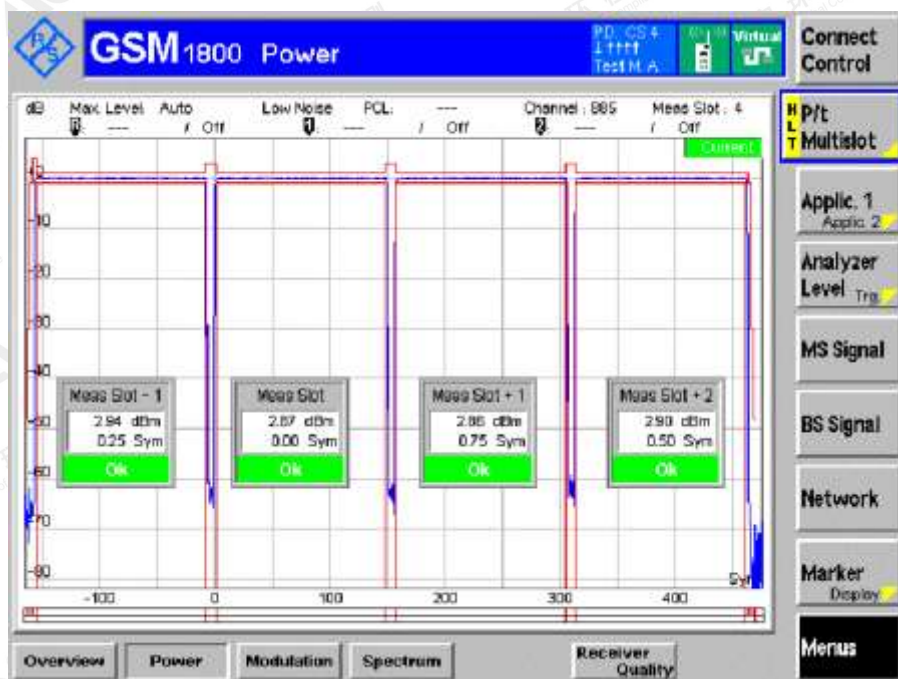 R&S
GSM 1800 Power
PD: CS 4
Test M. A
Virtual
Connect
Control
dB Max. Level Auto Low Noise PCL: --- Channel : 885 Meas Slot : 4
0 --- / Off 1 --- / Off 2 --- / Off
Current
HLT
P/t
Multislot
Applic. 1
Applic. 2
Analyzer
Level Trg.
MS Signal
BS Signal
Network
Marker
Display
Menus
-10
-20
-30
-40
-50
-60
-70
-80
Meas Slot - 1
2.94 dBm
0.25 Sym
Ok
Meas Slot
2.87 dBm
0.00 Sym
Ok
Meas Slot + 1
2.86 dBm
0.75 Sym
Ok
Meas Slot + 2
2.90 dBm
0.50 Sym
Ok
Sym
-100 0 100 200 300 400
Overview Power Modulation Spectrum Receiver
Quality